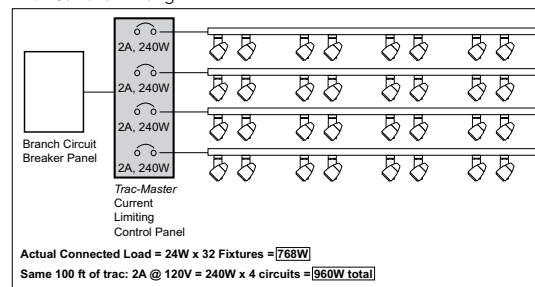 2A, 240W
2A, 240W
2A, 240W
2A, 240W
Branch Circuit
Breaker Panel
Trac-Master
Current
Limiting
Control Panel
Actual Connected Load = 24W x 32 Fixtures = 768W
Same 100 ft of trac: 2A @ 120V = 240W x 4 circuits = 960W total